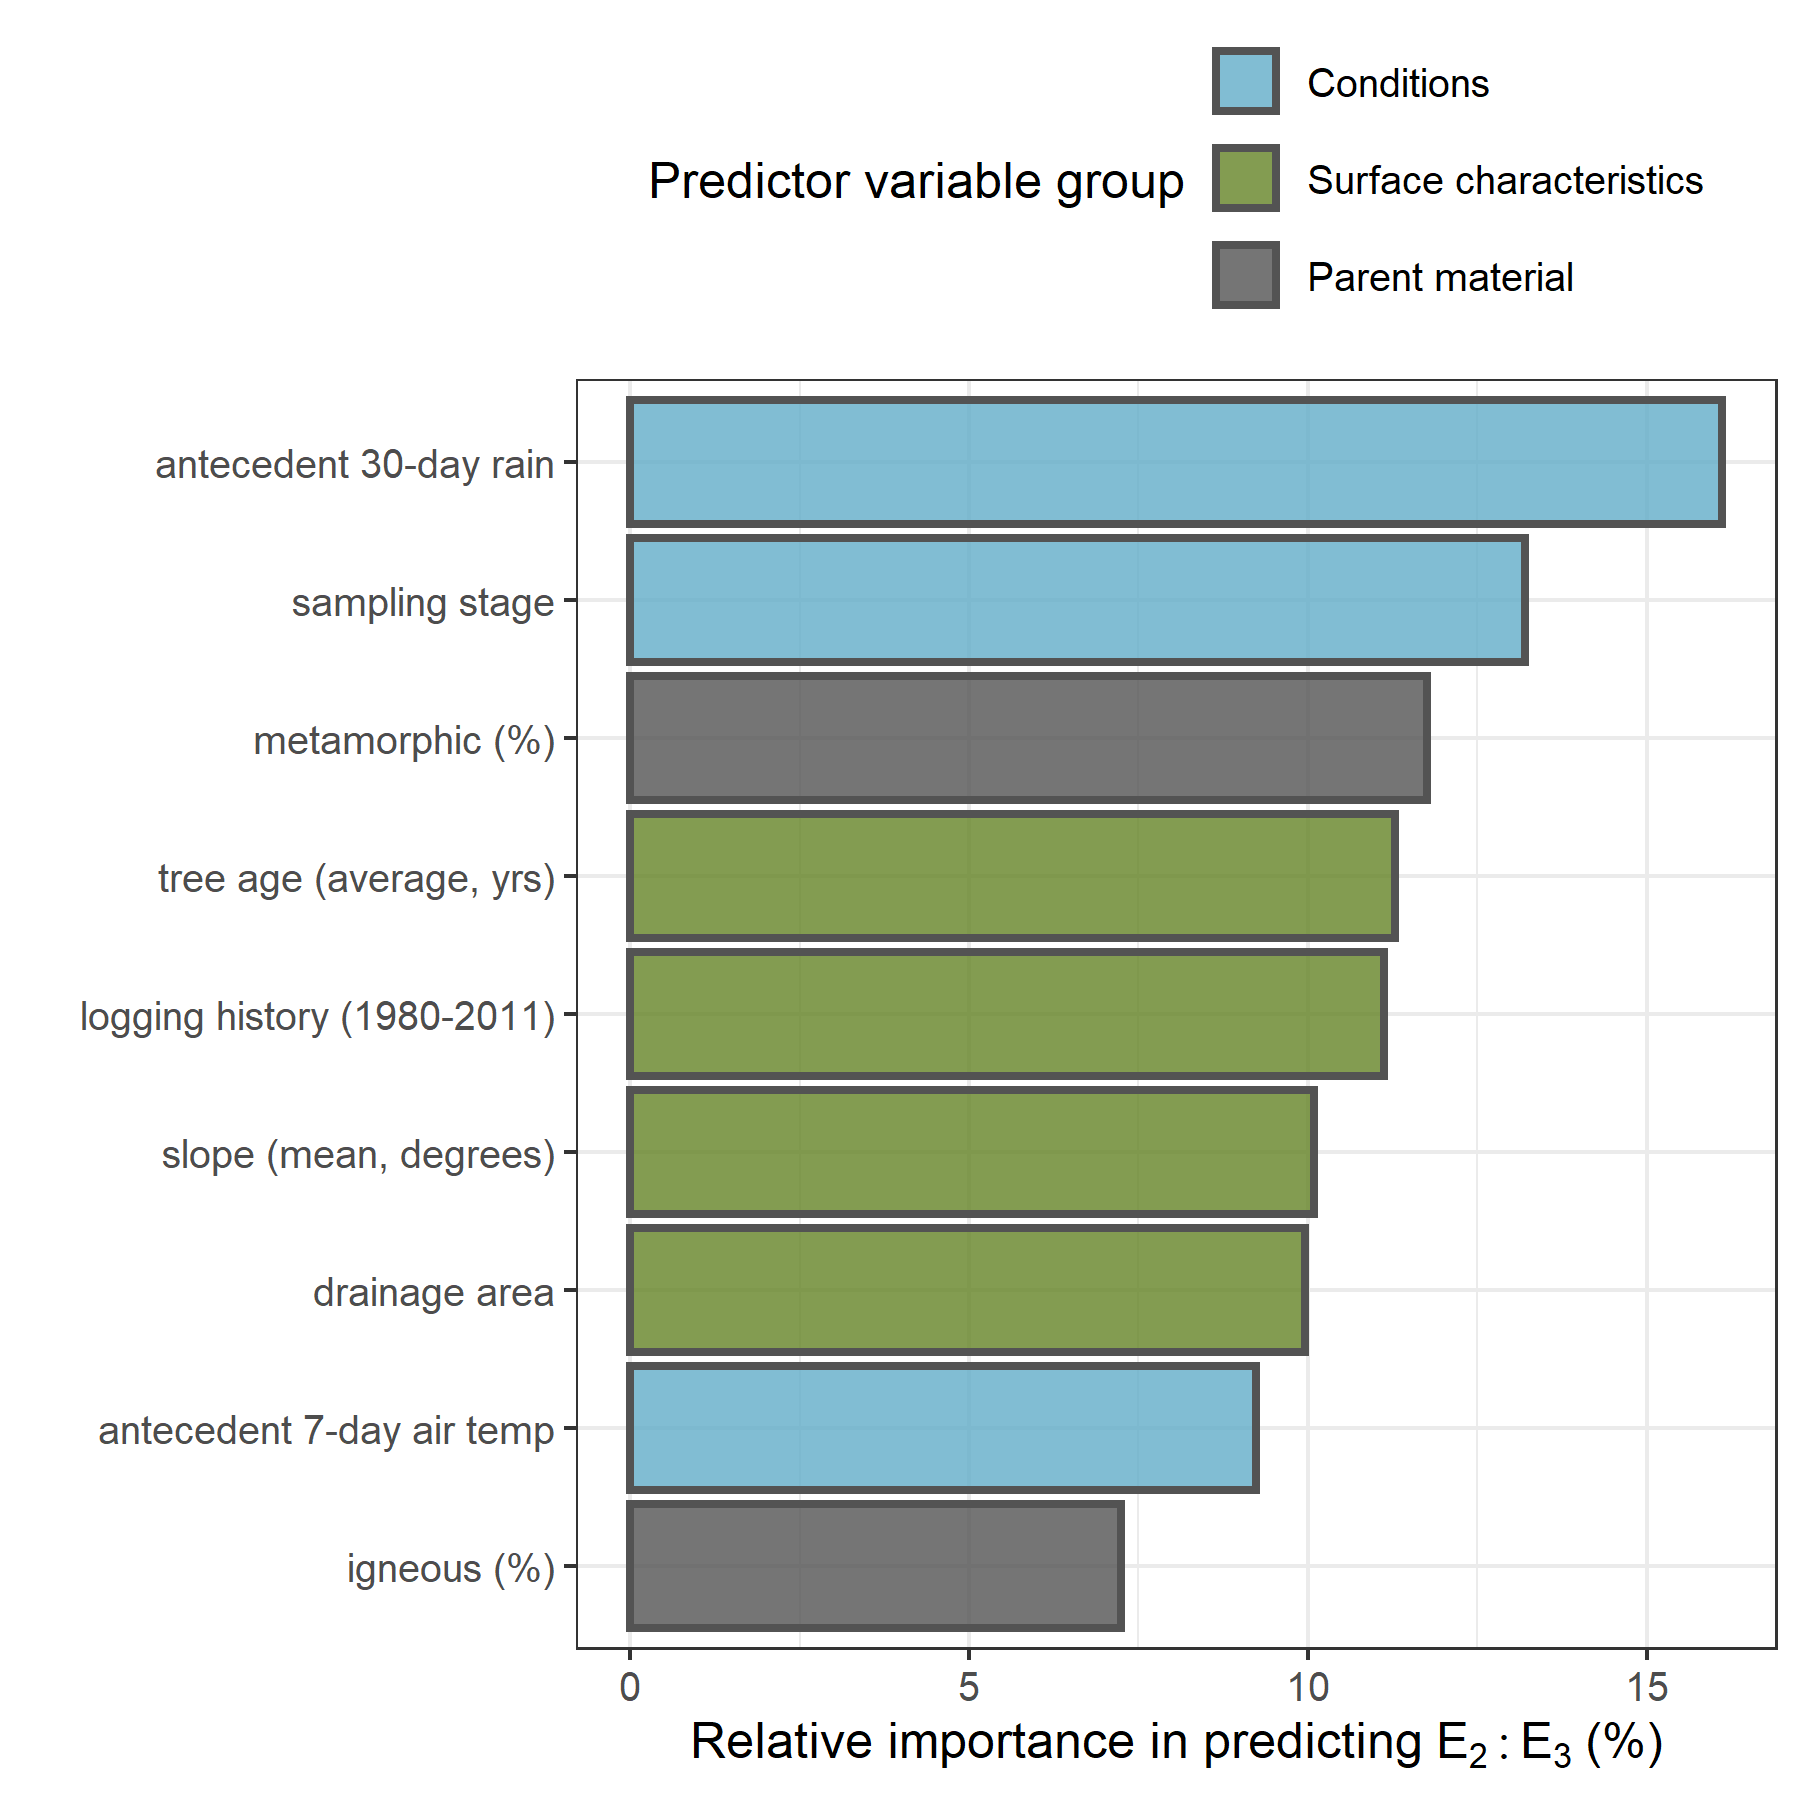 Conditions
Predictor variable group
Surface characteristics
Parent material
antecedent 30-day rain
sampling stage
metamorphic (%)
tree age (average, yrs)
logging history (1980-2011)
slope (mean, degrees)
drainage area
antecedent 7-day air temp
igneous (%)
0 5 10 15
Relative importance in predicting E₂ : E₃ (%)